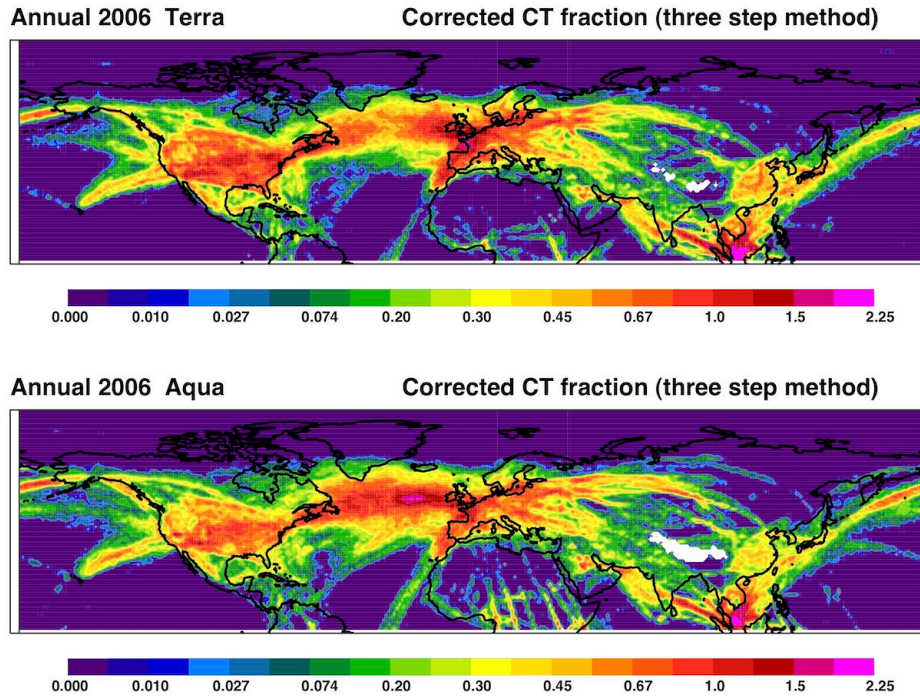 Annual 2006  Terra
Corrected CT fraction (three step method)
0.000 0.010 0.027 0.074 0.20 0.30 0.45 0.67 1.0 1.5 2.25
Annual 2006  Aqua
Corrected CT fraction (three step method)
0.000 0.010 0.027 0.074 0.20 0.30 0.45 0.67 1.0 1.5 2.25